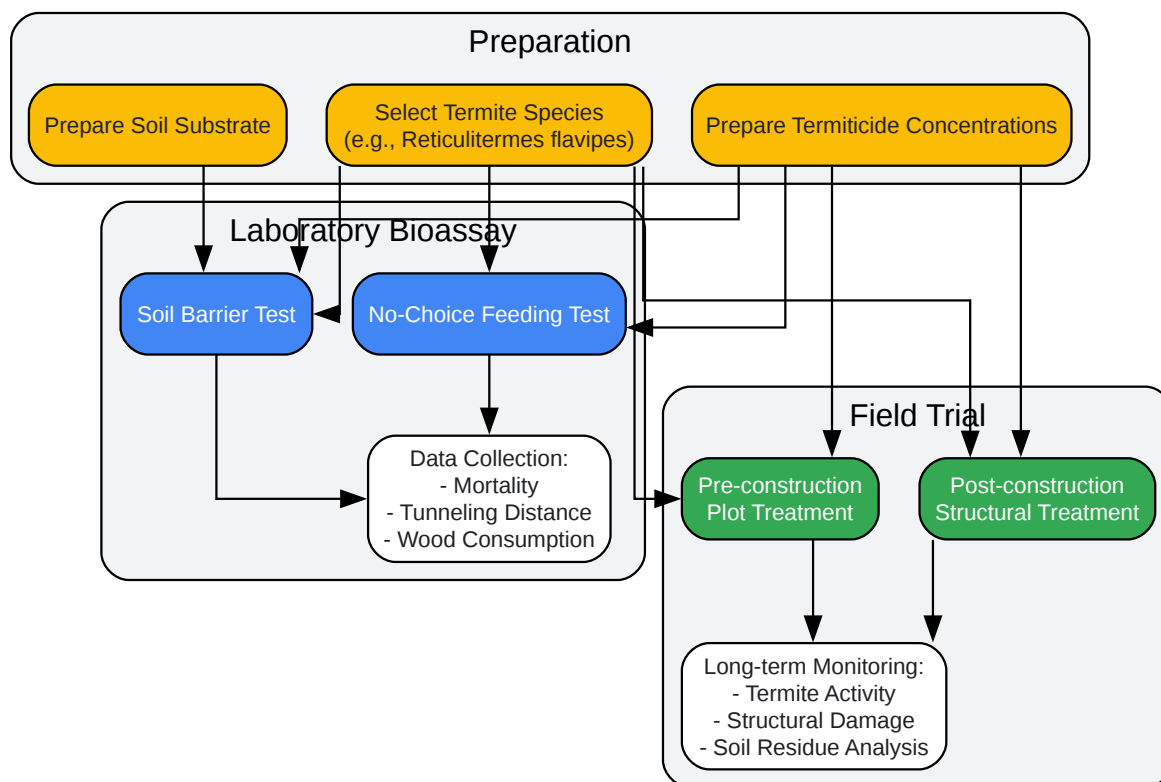 Preparation
Prepare Soil Substrate
Select Termite Species
(e.g., Reticulitermes flavipes)
Prepare Termiticide Concentrations
Laboratory Bioassay
Soil Barrier Test
No-Choice Feeding Test
Data Collection:
- Mortality
- Tunneling Distance
- Wood Consumption
Field Trial
Pre-construction
Plot Treatment
Post-construction
Structural Treatment
Long-term Monitoring:
- Termite Activity
- Structural Damage
- Soil Residue Analysis